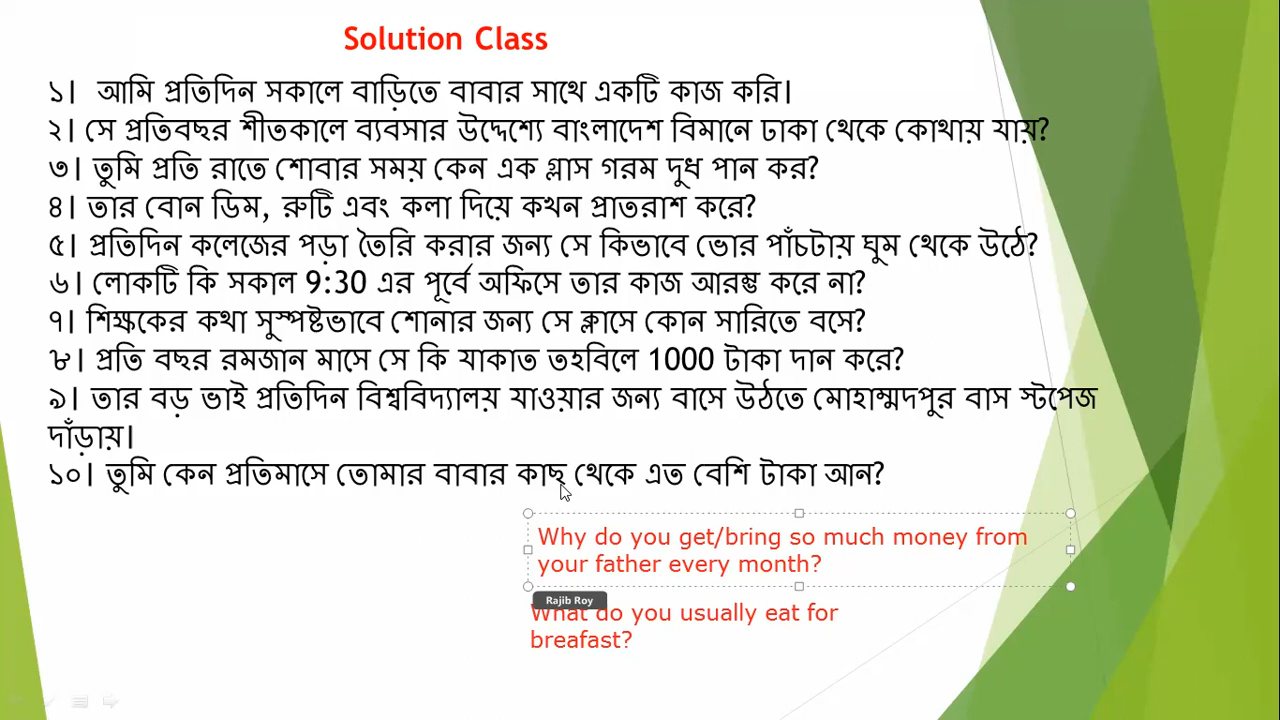 Solution Class
১। আমি প্রতিদিন সকালে বাড়িতে বাবার সাথে একটি কাজ করি।
২। সে প্রতিবছর শীতকালে ব্যবসার উদ্দেশ্যে বাংলাদেশ বিমানে ঢাকা থেকে কোথায় যায়?
৩। তুমি প্রতি রাতে শোবার সময় কেন এক গ্লাস গরম দুধ পান কর?
৪। তার বোন ডিম, রুটি এবং কলা দিয়ে কখন প্রাতরাশ করে?
৫। প্রতিদিন কলেজের পড়া তৈরি করার জন্য সে কিভাবে ভোর পাঁচটায় ঘুম থেকে উঠে?
৬। লোকটি কি সকাল 9:30 এর পূর্বে অফিসে তার কাজ আরম্ভ করে না?
৭। শিক্ষকের কথা সুস্পষ্টভাবে শোনার জন্য সে ক্লাসে কোন সারিতে বসে?
৮। প্রতি বছর রমজান মাসে সে কি যাকাত তহবিলে 1000 টাকা দান করে?
৯। তার বড় ভাই প্রতিদিন বিশ্ববিদ্যালয় যাওয়ার জন্য বাসে উঠতে মোহাম্মদপুর বাস স্টপেজ
দাঁড়ায়।
১০। তুমি কেন প্রতিমাসে তোমার বাবার কাছ থেকে এত বেশি টাকা আন?
Why do you get/bring so much money from
your father every month?
Rajib Roy
What do you usually eat for
breafast?